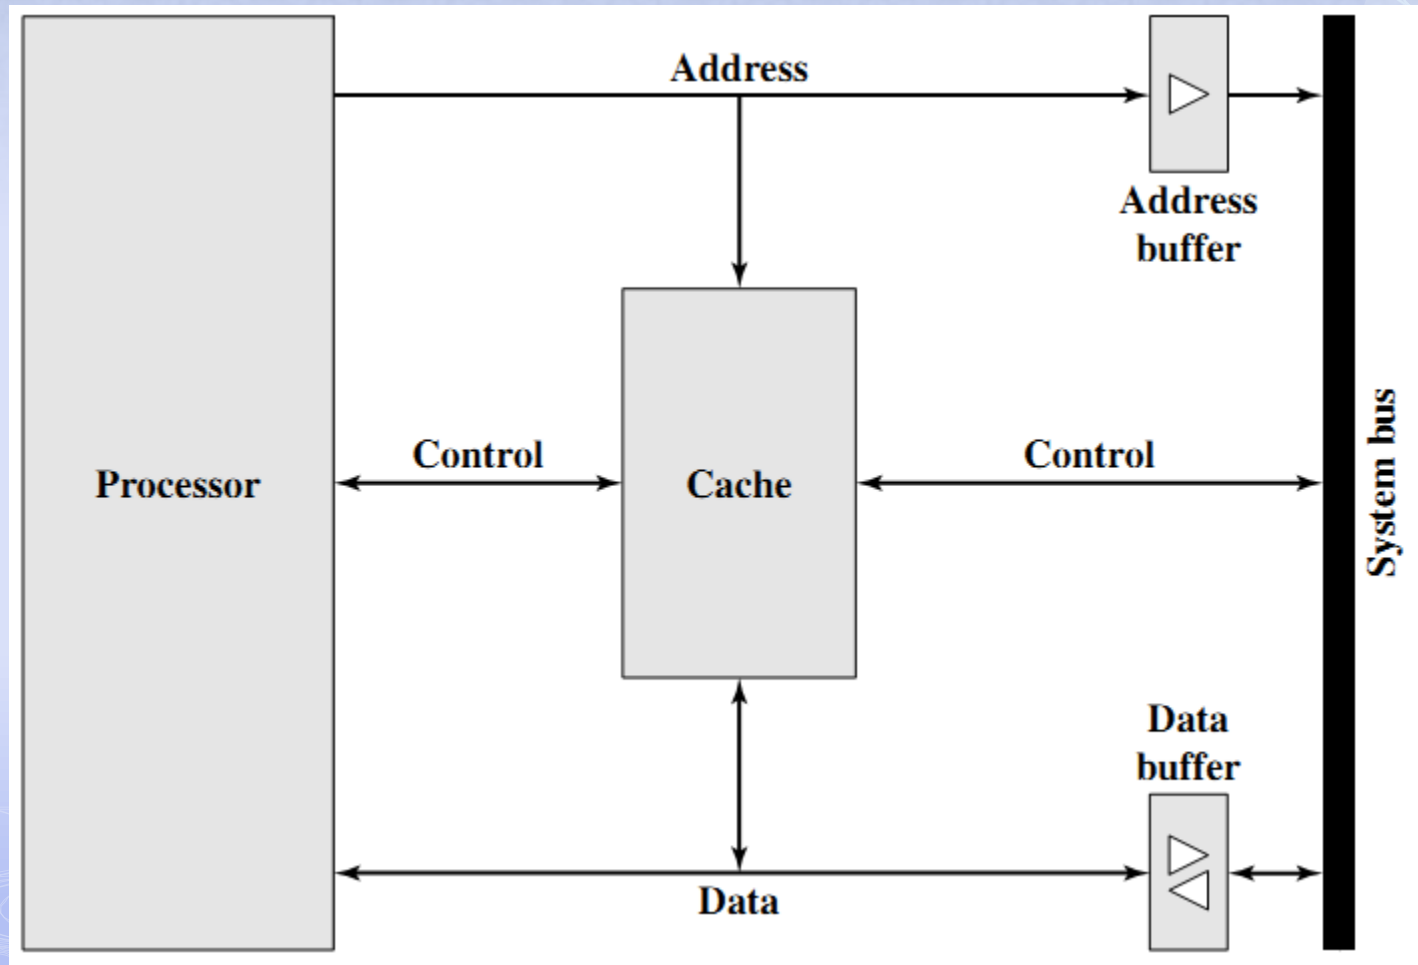 Address
Address
buffer
Processor
Control
Cache
Control
System bus
Data
buffer
Data